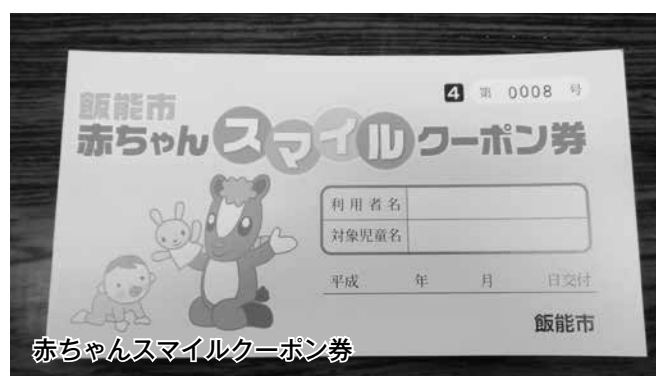 4 第 0008 号
飯能市
赤ちゃんスマイルクーポン券
利用者名
対象児童名
平成 年 月 日交付
飯能市
赤ちゃんスマイルクーポン券